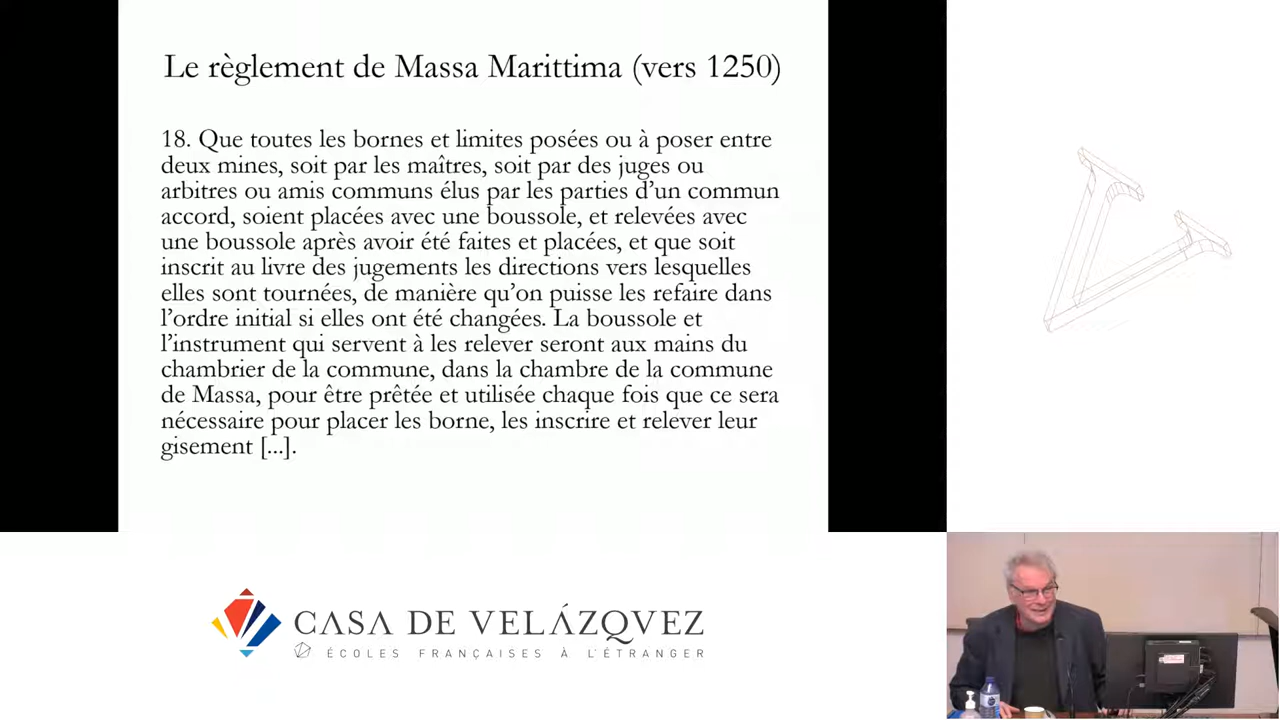 Le règlement de Massa Marittima (vers 1250)
18. Que toutes les bornes et limites posées ou à poser entre
deux mines, soit par les maîtres, soit par des juges ou
arbitres ou amis communs élus par les parties d'un commun
accord, soient placées avec une boussole, et relevées avec
une boussole après avoir été faites et placées, et que soit
inscrit au livre des jugements les directions vers lesquelles
elles sont tournées, de manière qu'on puisse les refaire dans
l'ordre initial si elles ont été changées. La boussole et
l'instrument qui servent à les relever seront aux mains du
chambrier de la commune, dans la chambre de la commune
de Massa, pour être prêtée et utilisée chaque fois que ce sera
nécessaire pour placer les borne, les inscrire et relever leur
gisement [...].
CASA DE VELÁZQVEZ
ÉCOLES FRANÇAISES À L'ÉTRANGER